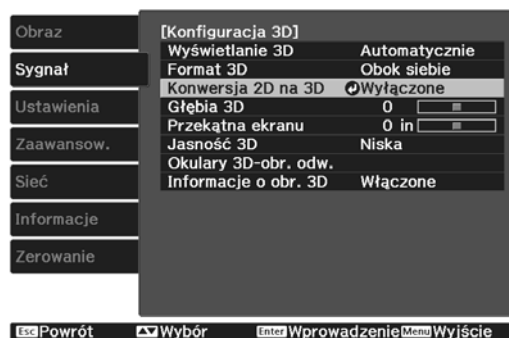 Obraz
Sygnał
Ustawienia
Zaawansow.
Sieć
Informacje
Zerowanie
[Konfiguracja 3D]
Wyświetlanie 3D Automatycznie
Format 3D Obok siebie
Konwersja 2D na 3D Wyłączone
Głębia 3D 0
Przekątna ekranu 0 in
Jasność 3D Niska
Okulary 3D-obr. odw.
Informacje o obr. 3D Włączone
Esc Powrót Wybór Enter Wprowadzenie Menu Wyjście